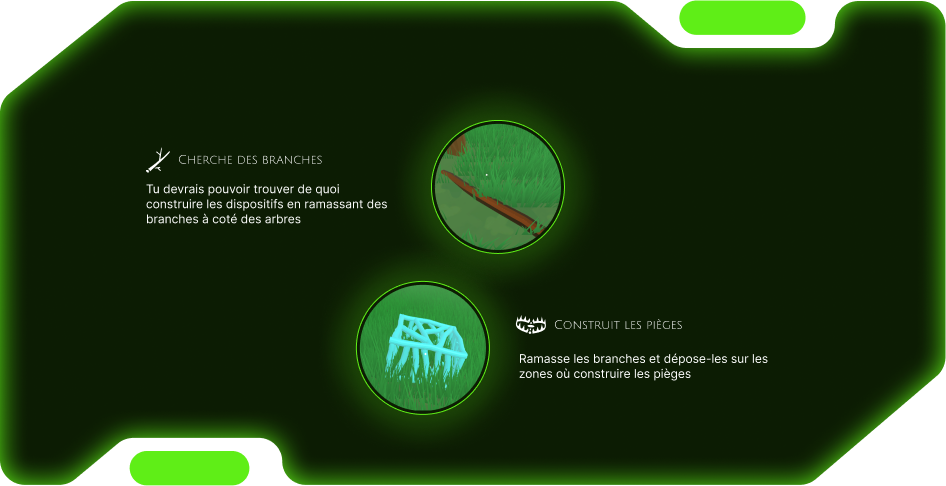 Cherche des branches
Tu devrais pouvoir trouver de quoi
construire les dispositifs en ramassant des
branches à coté des arbres
Construit les pièges
Ramasse les branches et dépose-les sur les
zones où construire les pièges